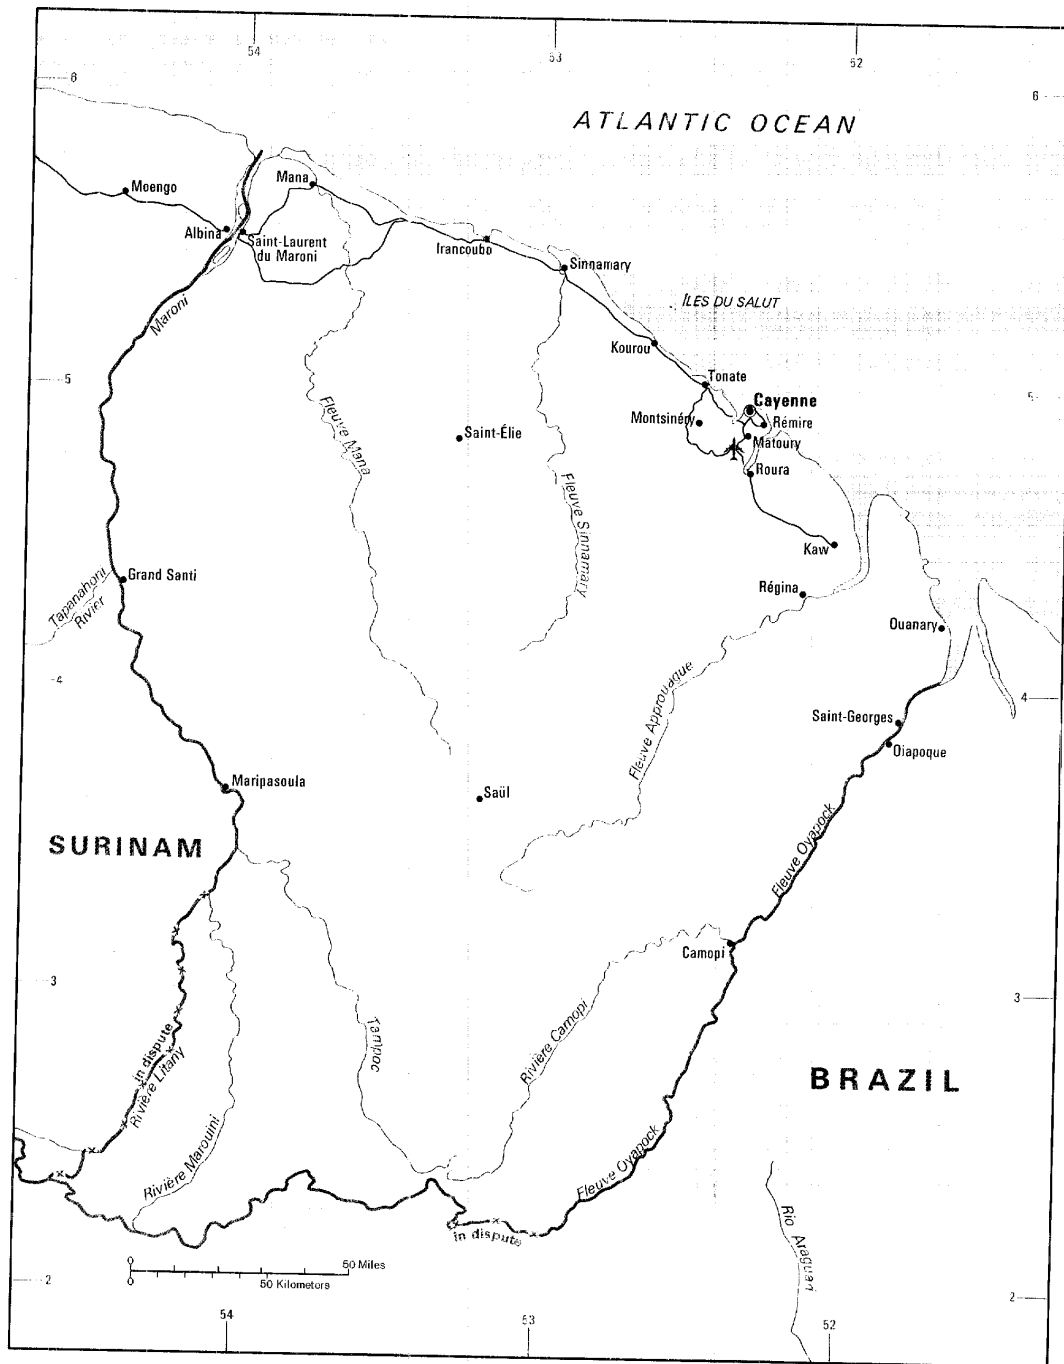 54
53
52
6
6
ATLANTIC OCEAN
Moengo
Mana
Albina
Saint-Laurent
du Maroni
Irancoubo
Sinnamary
ÎLES DU SALUT
Maroni
Kourou
5
Tonate
5
Cayenne
Montsinéry
Rémire
Saint-Élie
Matoury
Fleuve Mana
Roura
Fleuve Sinnamary
Kaw
Grand Santi
Tapanahoni
Rivier
Régina
Ouanary
4
4
Fleuve Approuague
Saint-Georges
Oiapoque
Maripasoula
Saül
SURINAM
Fleuve Oyapock
Camopi
3
3
in dispute
Rivière Litany
Tampoc
Rivière Camopi
BRAZIL
Rivière Marouini
Fleuve Oyapock
in dispute
Rio Araguari
0
50 Miles
0
50 Kilometers
2
2
54
53
52